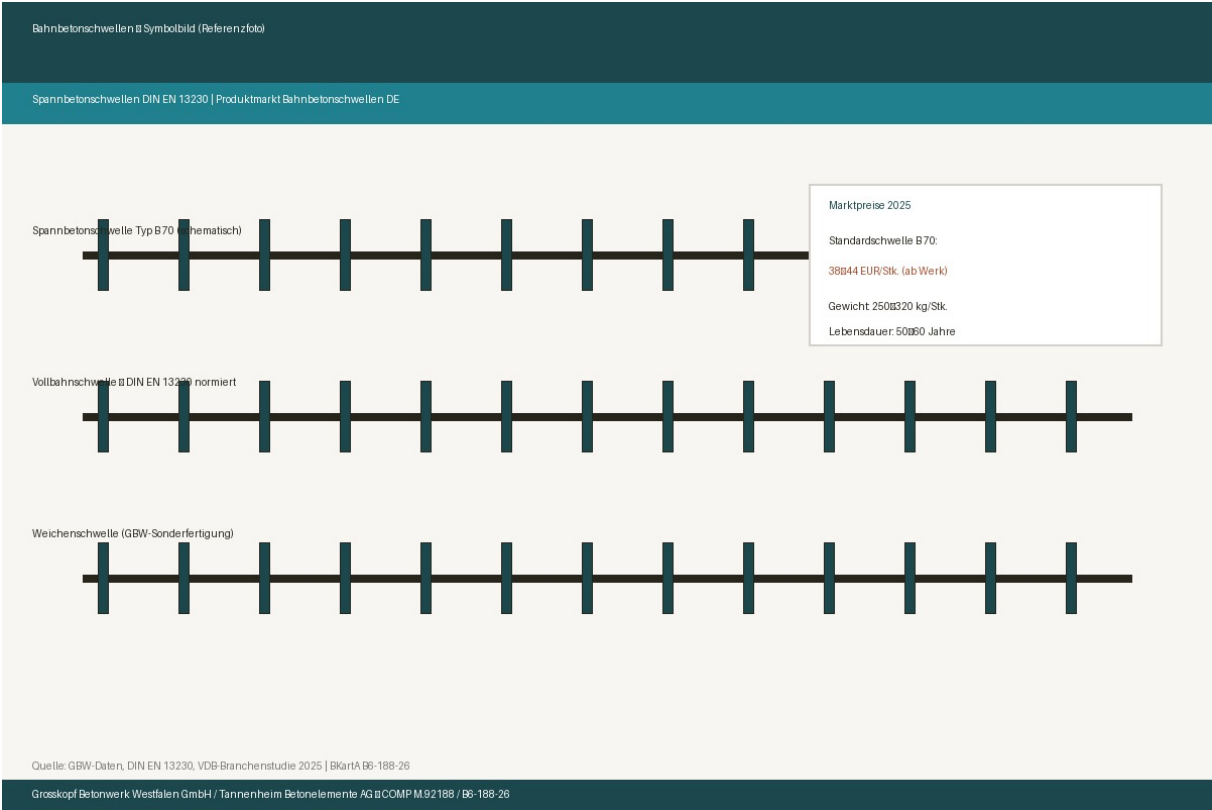 Bahnbetonschwellen ▯ Symbolbild (Referenzfoto)
Spannbetonschwellen DIN EN 13230 | Produktmarkt Bahnbetonschwellen DE
Spannbetonschwelle Typ B70 (schematisch)
Marktpreise 2025
Standardschwelle B70:
38▯44 EUR/Stk. (ab Werk)
Gewicht: 250▯320 kg/Stk.
Lebensdauer: 50▯60 Jahre
Vollbahnschwelle ▯ DIN EN 13230 normiert
Weichenschwelle (GBW-Sonderfertigung)
Quelle: GBW-Daten, DIN EN 13230, VDB-Branchenstudie 2025 | BKartA B6-188-26
Grosskopf Betonwerk Westfalen GmbH / Tannenheim Betonelemente AG ▯ COMP M.92188 / B6-188-26